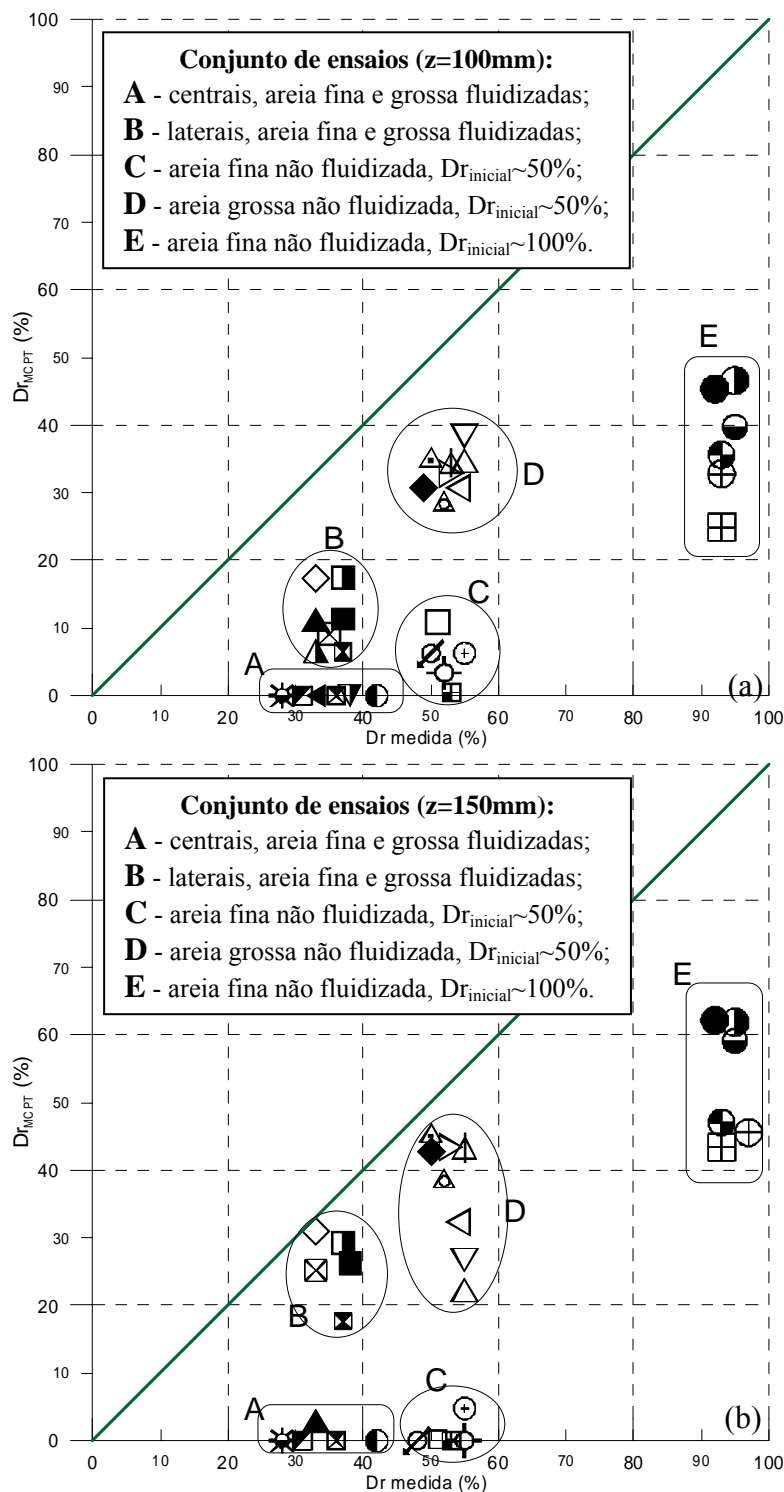 100
90
80
70
60
50
40
30
20
10
0
Dr_MCPT (%)
Conjunto de ensaios (z=100mm):
A - centrais, areia fina e grossa fluidizadas;
B - laterais, areia fina e grossa fluidizadas;
C - areia fina não fluidizada, Dr_inicial~50%;
D - areia grossa não fluidizada, Dr_inicial~50%;
E - areia fina não fluidizada, Dr_inicial~100%.
E
D
B
C
A
(a)
0 10 20 30 40 50 60 70 80 90 100
Dr medida (%)
100
90
80
70
60
50
40
30
20
10
0
Dr_MCPT (%)
Conjunto de ensaios (z=150mm):
A - centrais, areia fina e grossa fluidizadas;
B - laterais, areia fina e grossa fluidizadas;
C - areia fina não fluidizada, Dr_inicial~50%;
D - areia grossa não fluidizada, Dr_inicial~50%;
E - areia fina não fluidizada, Dr_inicial~100%.
E
D
B
C
A
(b)
0 10 20 30 40 50 60 70 80 90 100
Dr medida (%)